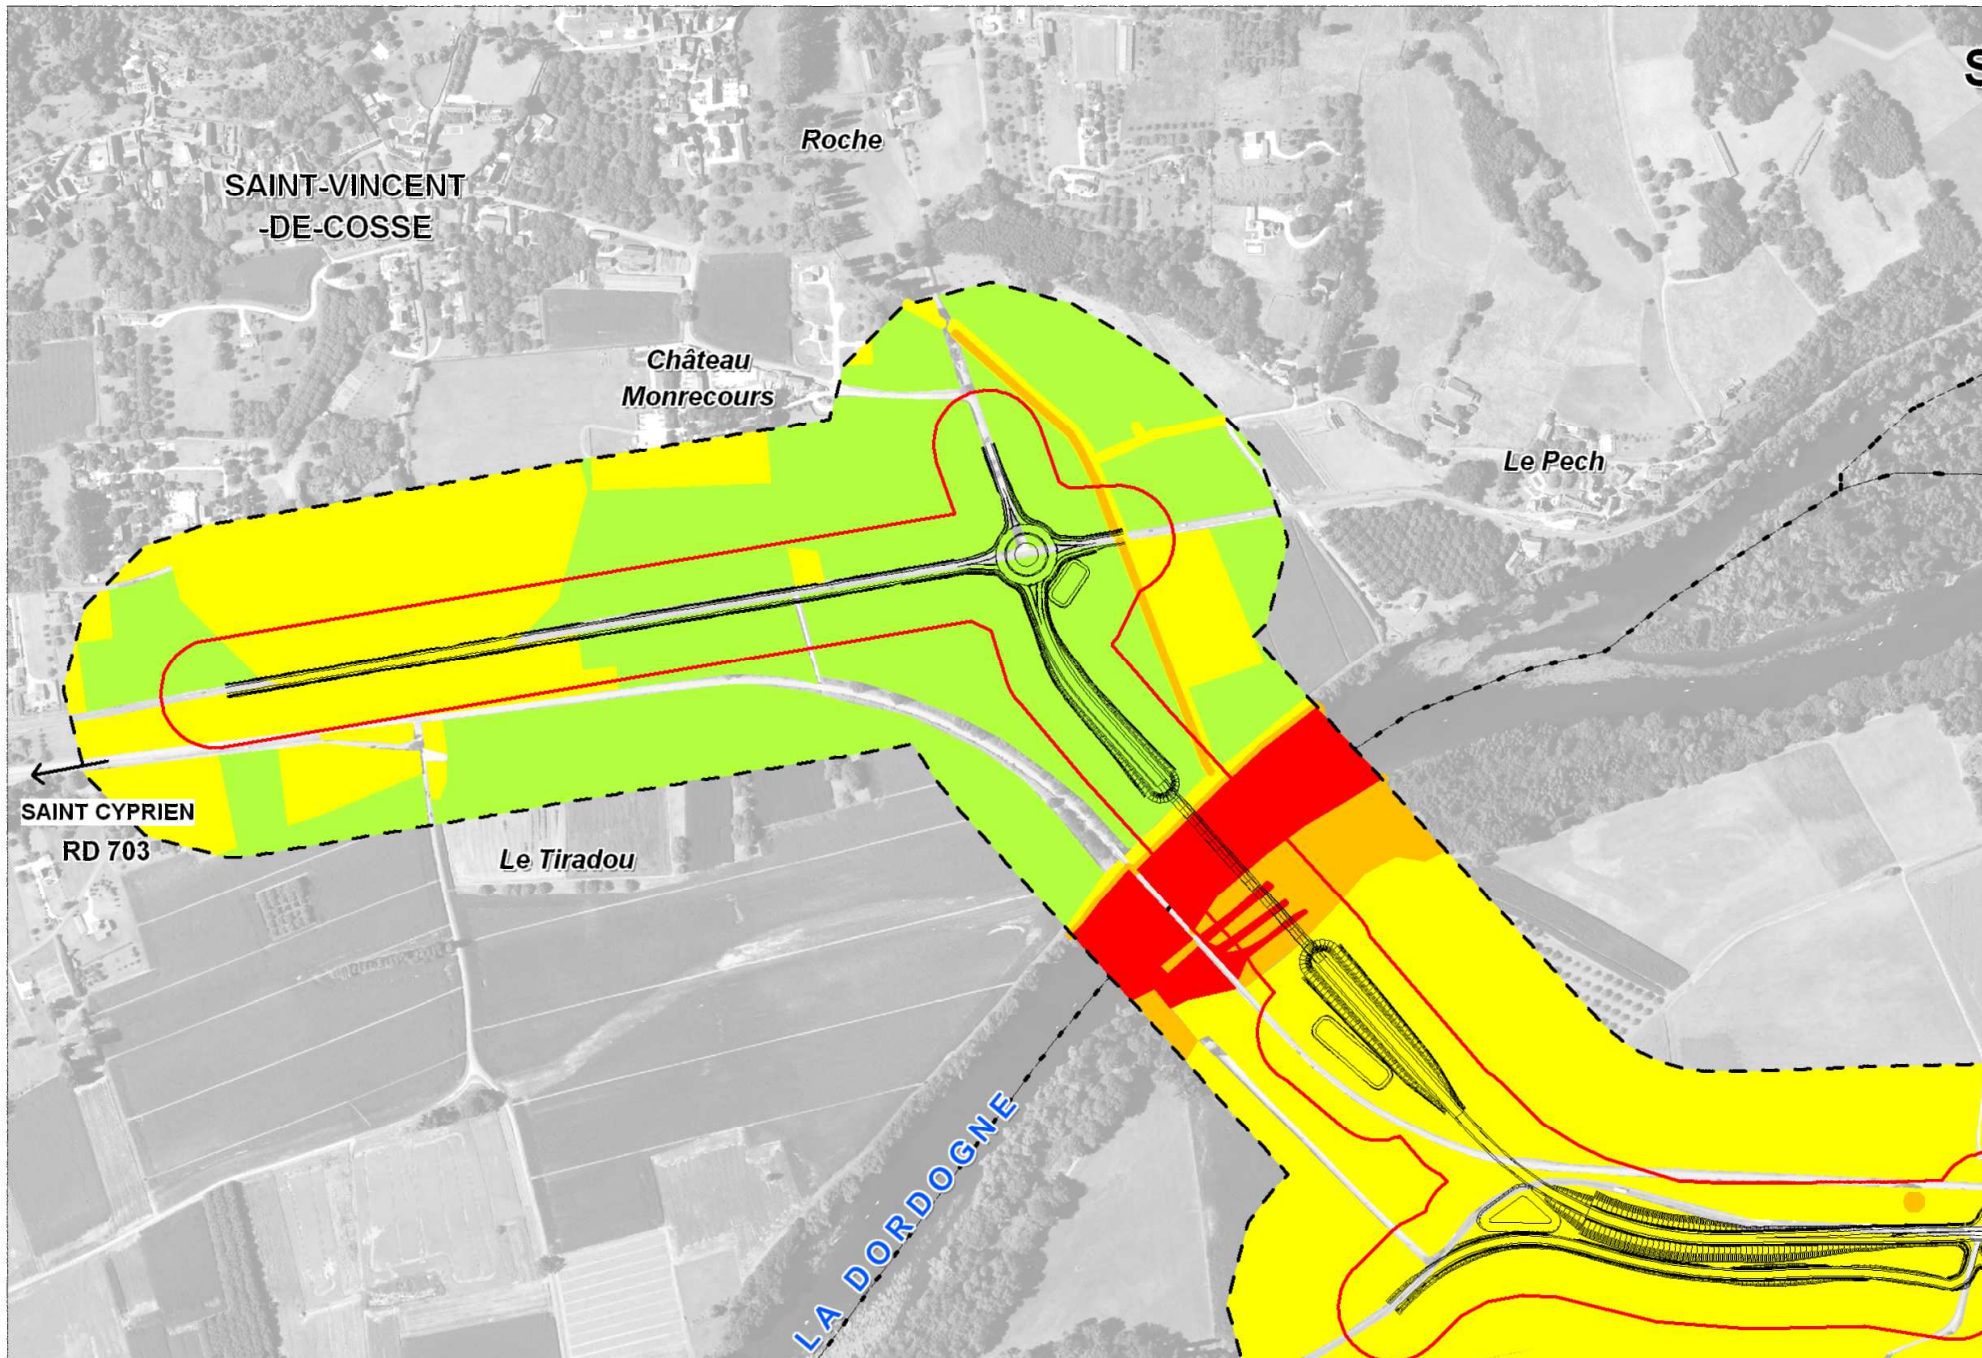 S
Roche
SAINT-VINCENT
-DE-COSSE
Château
Monrecours
Le Pech
SAINT CYPRIEN
RD 703
Le Tiradou
LA DORDOGNE